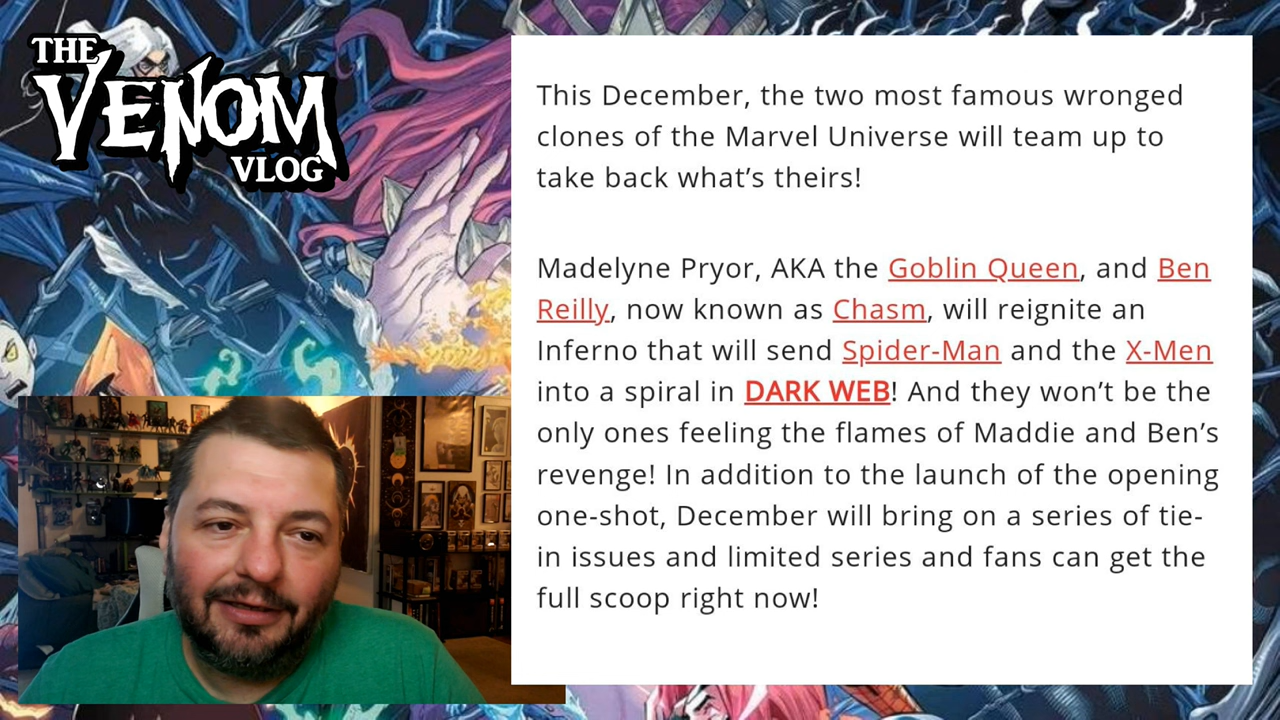 THE
VENOM
VLOG
This December, the two most famous wronged
clones of the Marvel Universe will team up to
take back what’s theirs!
Madelyne Pryor, AKA the Goblin Queen, and Ben
Reilly, now known as Chasm, will reignite an
Inferno that will send Spider-Man and the X-Men
into a spiral in DARK WEB! And they won’t be the
only ones feeling the flames of Maddie and Ben’s
revenge! In addition to the launch of the opening
one-shot, December will bring on a series of tie-
in issues and limited series and fans can get the
full scoop right now!